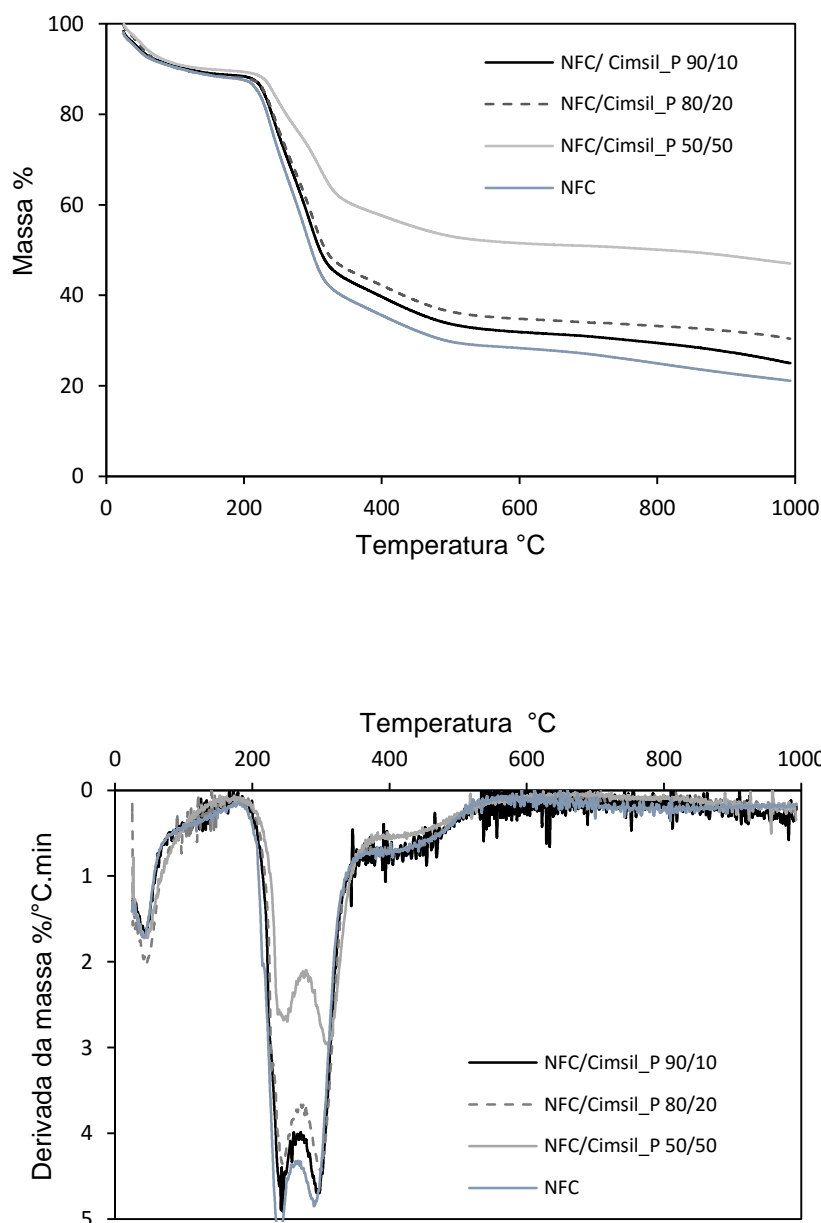 100
80
60
40
20
0
Massa %
NFC/ Cimsil_P 90/10
NFC/Cimsil_P 80/20
NFC/Cimsil_P 50/50
NFC
0 200 400 600 800 1000
Temperatura °C
Temperatura °C
0 200 400 600 800 1000
0
1
2
3
4
5
Derivada da massa %/°C.min
NFC/Cimsil_P 90/10
NFC/Cimsil_P 80/20
NFC/Cimsil_P 50/50
NFC